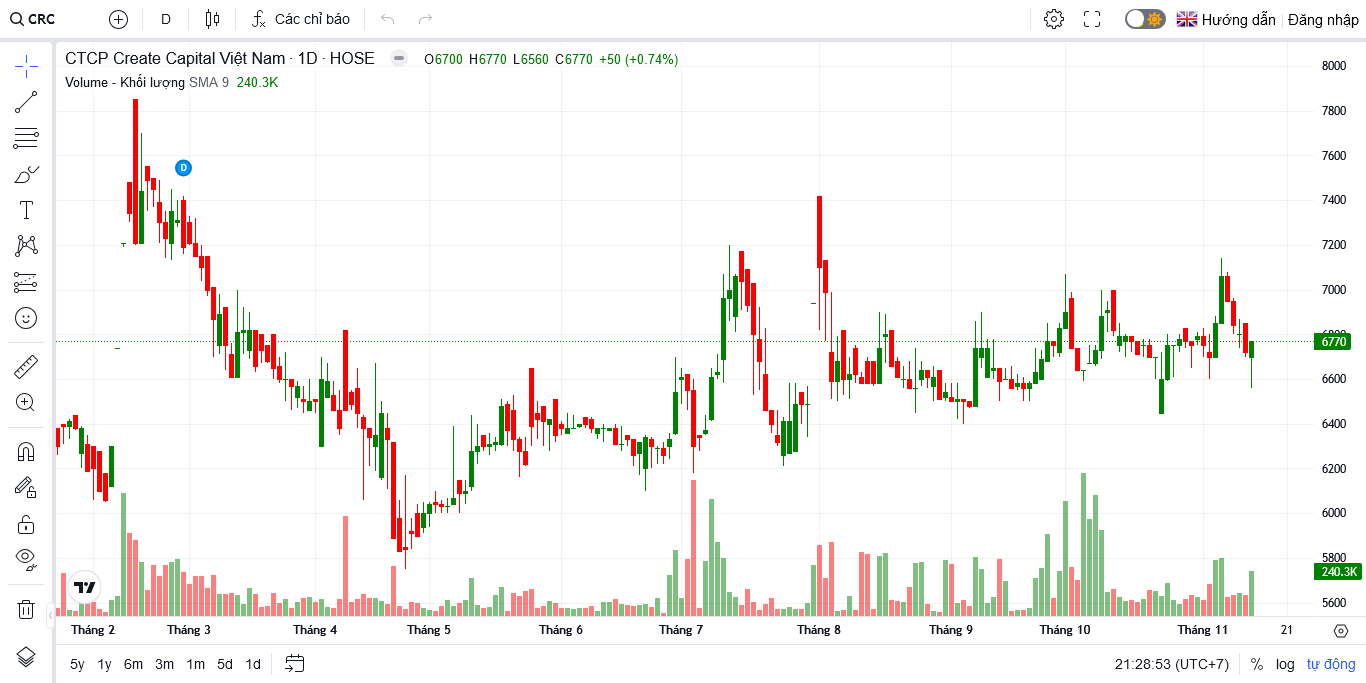 CRC D Các chỉ báo Hướng dẫn Đăng nhập
CTCP Create Capital Việt Nam · 1D · HOSE O6700 H6770 L6560 C6770 +50 (+0.74%)
Volume - Khối lượng SMA 9 240.3K
D
T
8000
7800
7600
7400
7200
7000
6800
6770
6600
6400
6200
6000
5800
240.3K
5600
Tháng 2 Tháng 3 Tháng 4 Tháng 5 Tháng 6 Tháng 7 Tháng 8 Tháng 9 Tháng 10 Tháng 11 21
5y 1y 6m 3m 1m 5d 1d 21:28:53 (UTC+7) % log tự động